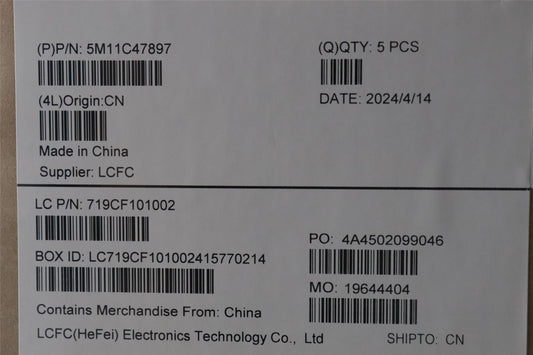 (P)P/N: 5M11C47897
(Q)QTY: 5 PCS
(4L)Origin:CN
DATE: 2024/4/14
Made in China
Supplier: LCFC
LC P/N: 719CF101002
PO: 4A4502099046
BOX ID: LC719CF101002415770214
MO: 19644404
Contains Merchandise From: China
LCFC(HeFei) Electronics Technology Co., Ltd
SHIPTO: CN